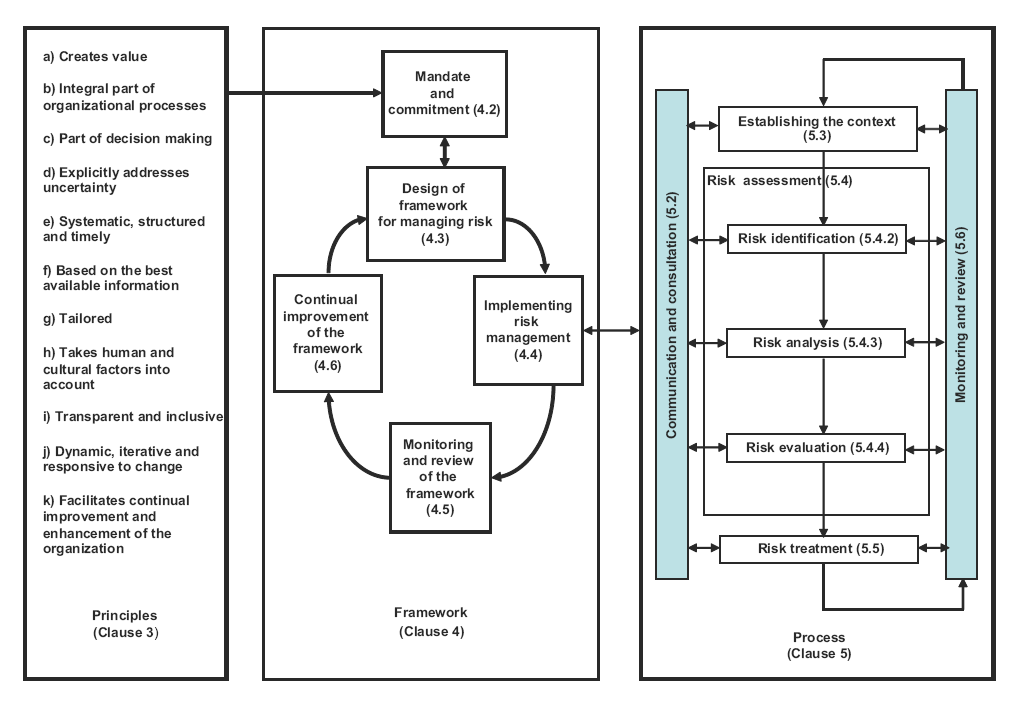 a) Creates value
b) Integral part of
organizational processes
c) Part of decision making
d) Explicitly addresses
uncertainty
e) Systematic, structured
and timely
f) Based on the best
available information
g) Tailored
h) Takes human and
cultural factors into
account
i) Transparent and inclusive
j) Dynamic, iterative and
responsive to change
k) Facilitates continual
improvement and
enhancement of the
organization
Principles
(Clause 3)
Mandate
and
commitment (4.2)
Design of
framework
for managing risk
(4.3)
Implementing
risk
management
(4.4)
Continual
improvement
of the
framework
(4.6)
Monitoring
and review
of the
framework
(4.5)
Framework
(Clause 4)
Communication and consultation (5.2)
Establishing the context
(5.3)
Risk assessment (5.4)
Risk identification (5.4.2)
Risk analysis (5.4.3)
Risk evaluation (5.4.4)
Risk treatment (5.5)
Monitoring and review (5.6)
Process
(Clause 5)